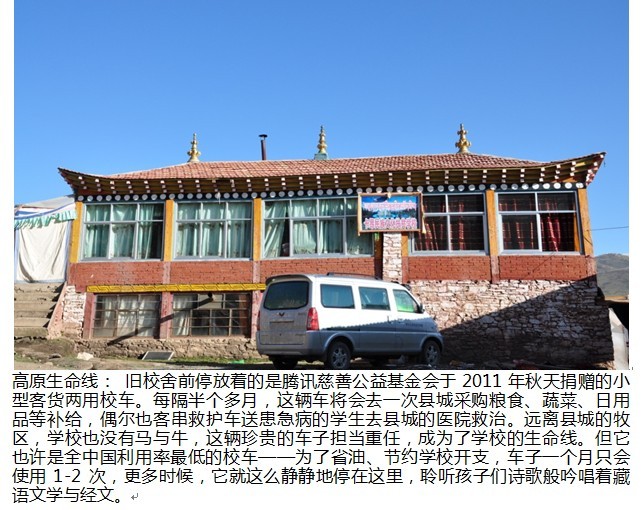 高原生命线： 旧校舍前停放着的是腾讯慈善公益基金会于 2011 年秋天捐赠的小
型客货两用校车。每隔半个多月，这辆车将会去一次县城采购粮食、蔬菜、日用
品等补给，偶尔也客串救护车送患急病的学生去县城的医院救治。远离县城的牧
区，学校也没有马与牛，这辆珍贵的车子担当重任，成为了学校的生命线。但它
也许是全中国利用率最低的校车——为了省油、节约学校开支，车子一个月只会
使用 1-2 次，更多时候，它就这么静静地停在这里，聆听孩子们诗歌般吟唱着藏
语文学与经文。